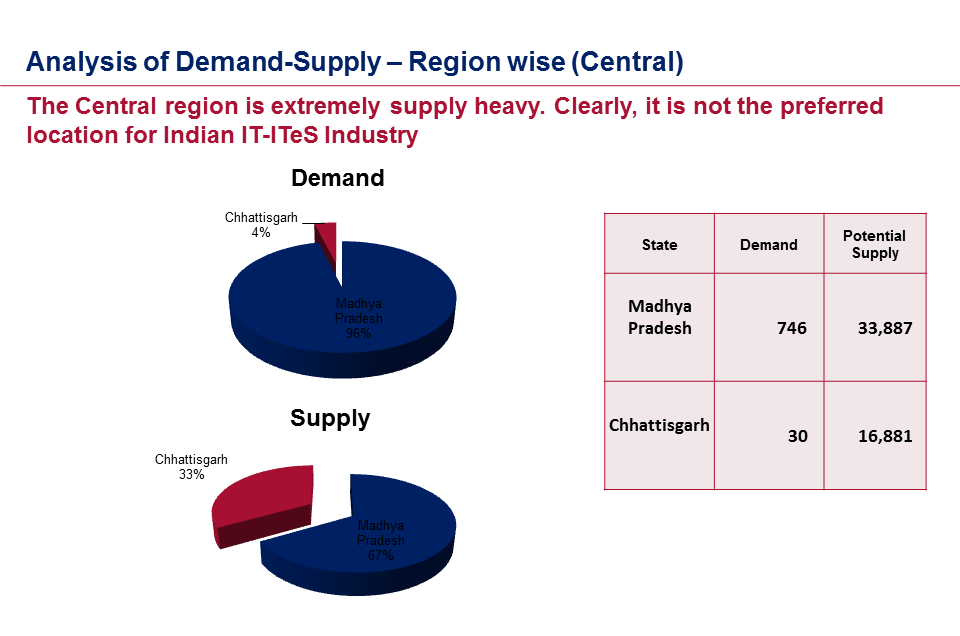 Analysis of Demand-Supply – Region wise (Central)
The Central region is extremely supply heavy. Clearly, it is not the preferred
location for Indian IT-ITeS Industry
Demand
Chhattisgarh
4%
Madhya
Pradesh
96%
Supply
Chhattisgarh
33%
Madhya
Pradesh
67%
State Demand Potential
Supply
Madhya
Pradesh 746 33,887
Chhattisgarh 30 16,881